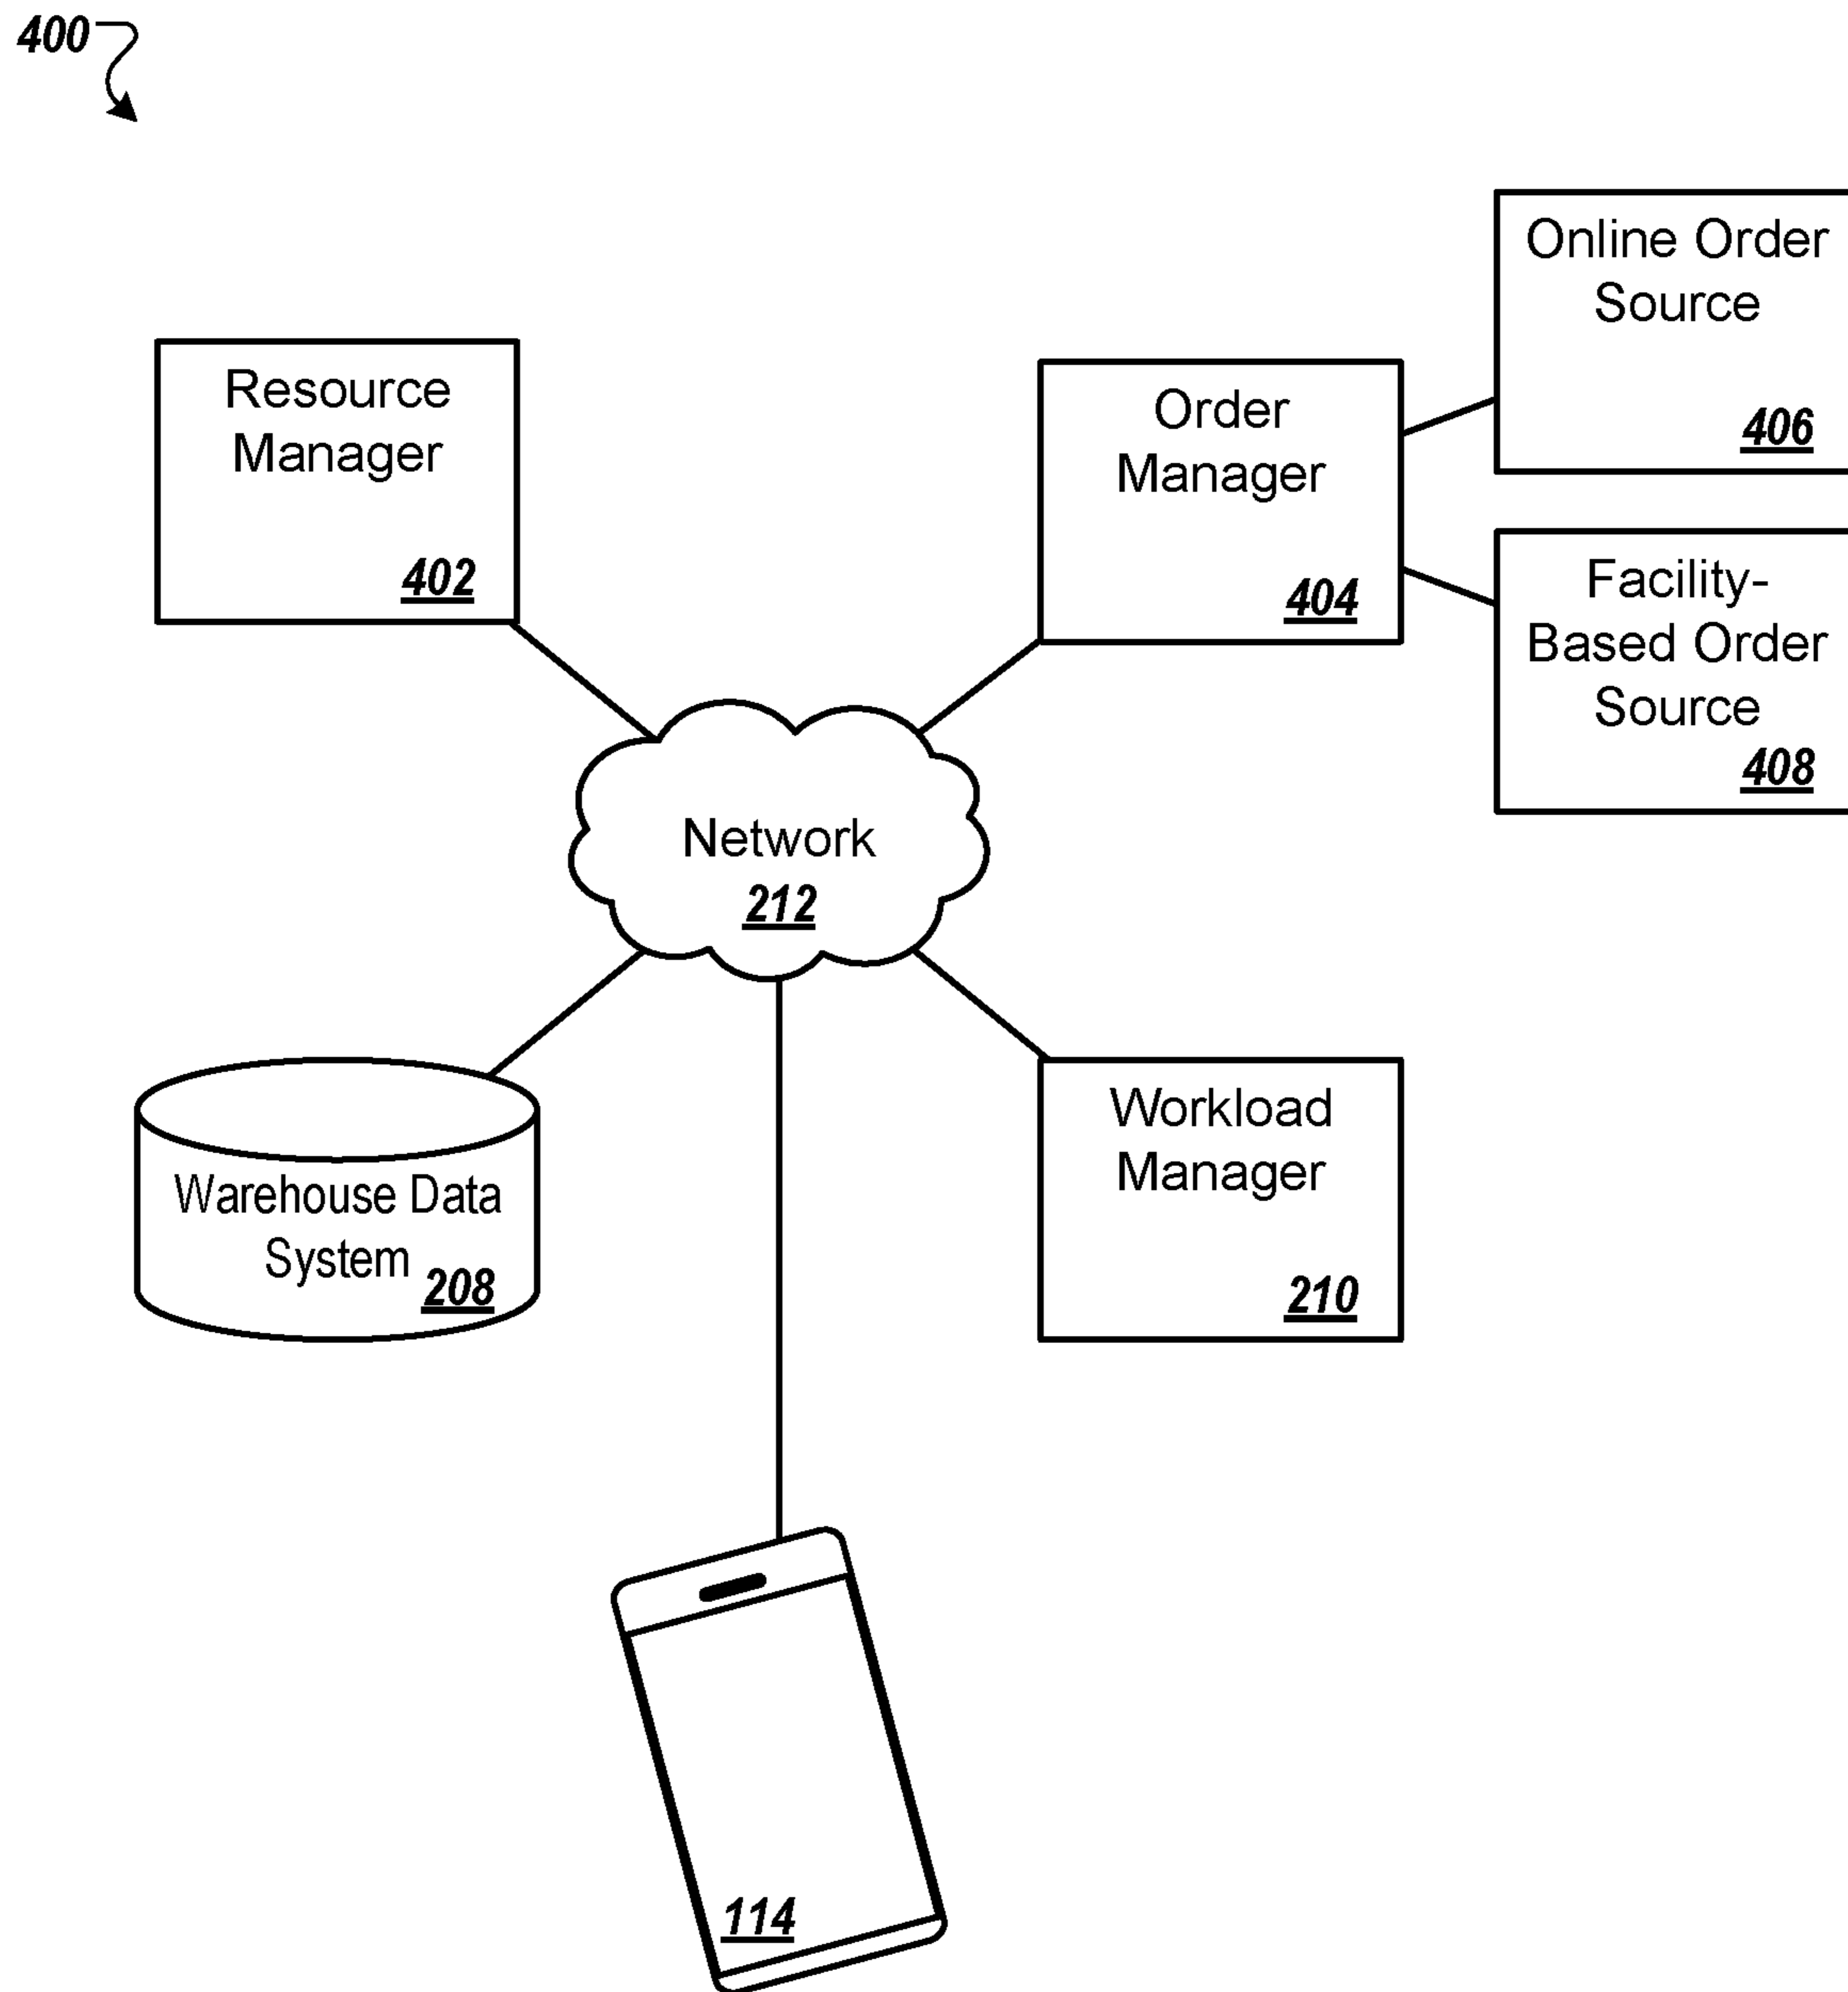 400
Online Order
Source
406
Resource
Manager
402
Order
Manager
404
Facility-
Based Order
Source
408
Network
212
Warehouse Data
System 208
Workload
Manager
210
114